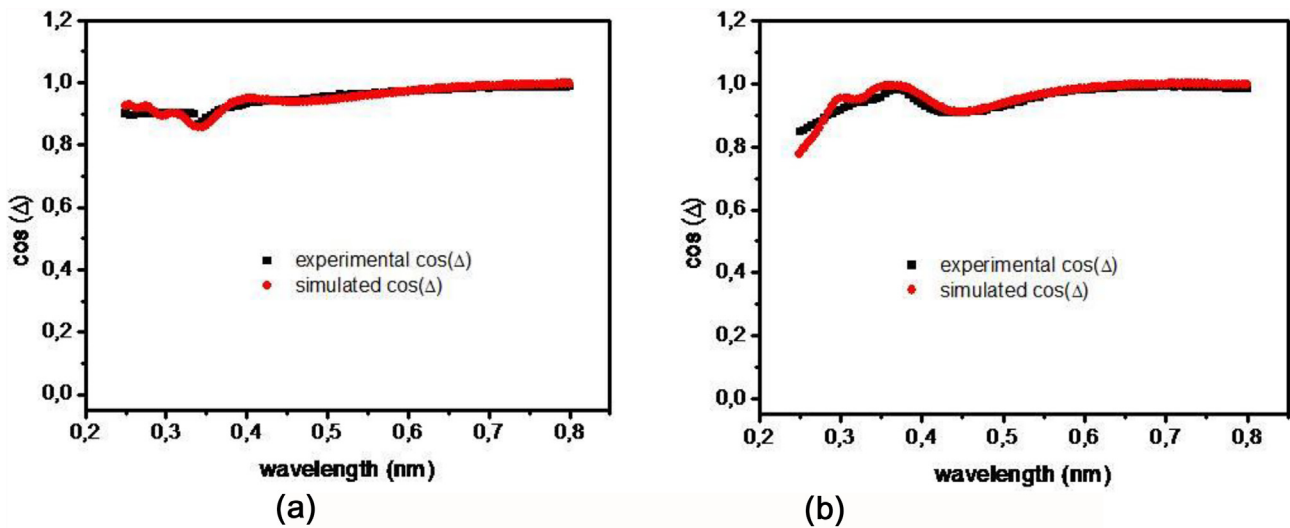 1,2
1,0
0,8
0,6
0,4
0,2
0,0
cos (Δ)
experimental cos(Δ)
simulated cos(Δ)
0,2 0,3 0,4 0,5 0,6 0,7 0,8
wavelength (nm)
(a)
1,2
1,0
0,8
0,6
0,4
0,2
0,0
cos (Δ)
experimental cos(Δ)
simulated cos(Δ)
0,2 0,3 0,4 0,5 0,6 0,7 0,8
wavelength (nm)
(b)